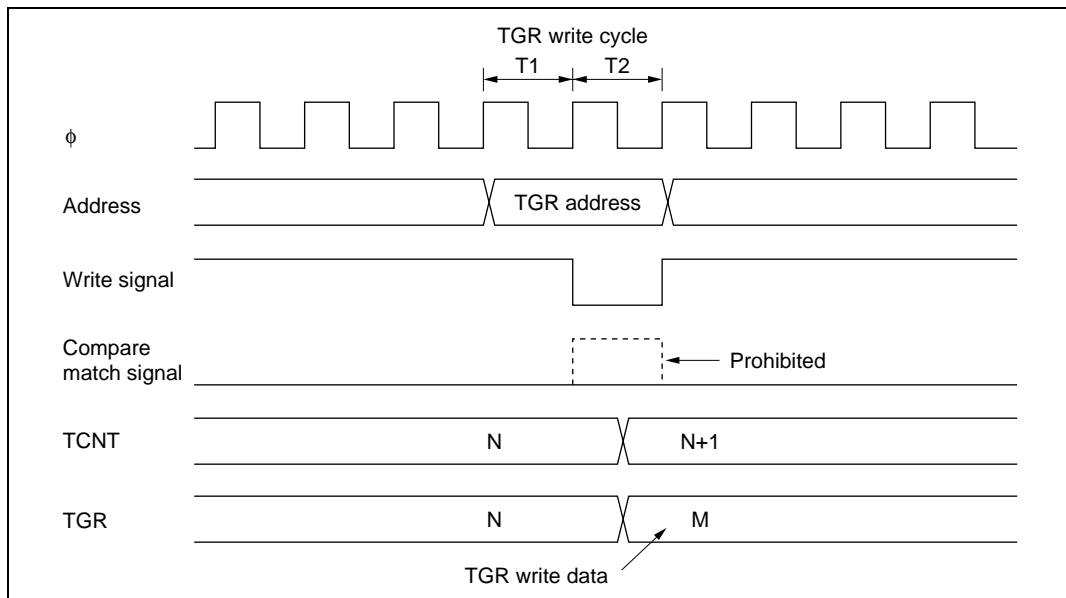 TGR write cycle
T1 T2
ϕ
Address TGR address
Write signal
Compare
match signal
Prohibited
TCNT N N+1
TGR N M
TGR write data